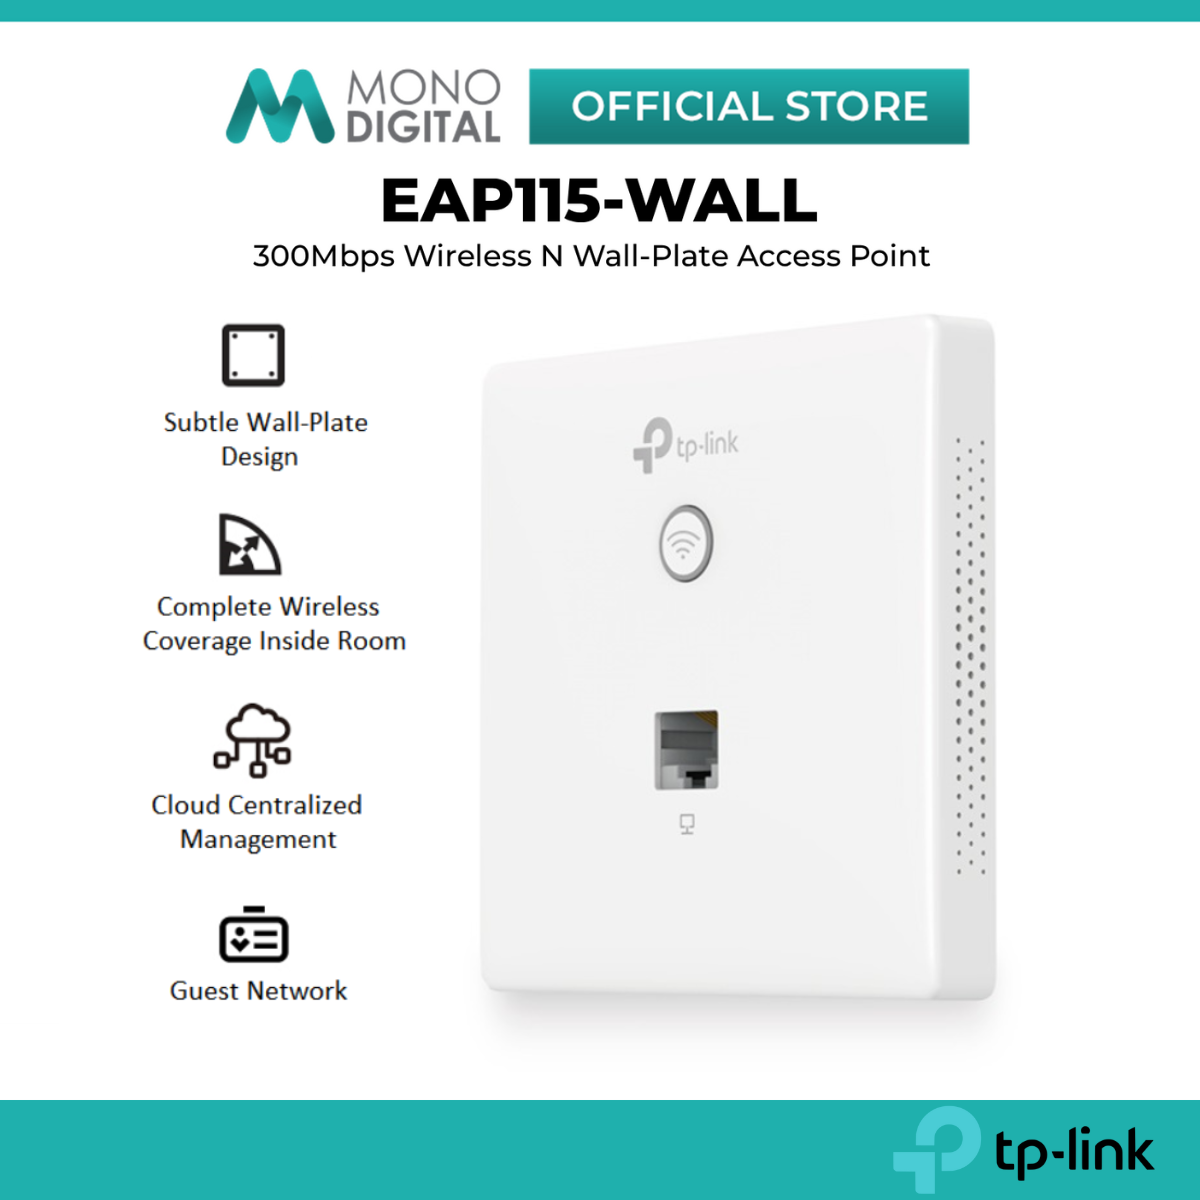 MONO
DIGITAL
OFFICIAL STORE
EAP115-WALL
300Mbps Wireless N Wall-Plate Access Point
Subtle Wall-Plate
Design
Complete Wireless
Coverage Inside Room
Cloud Centralized
Management
Guest Network
tp-link
tp-link